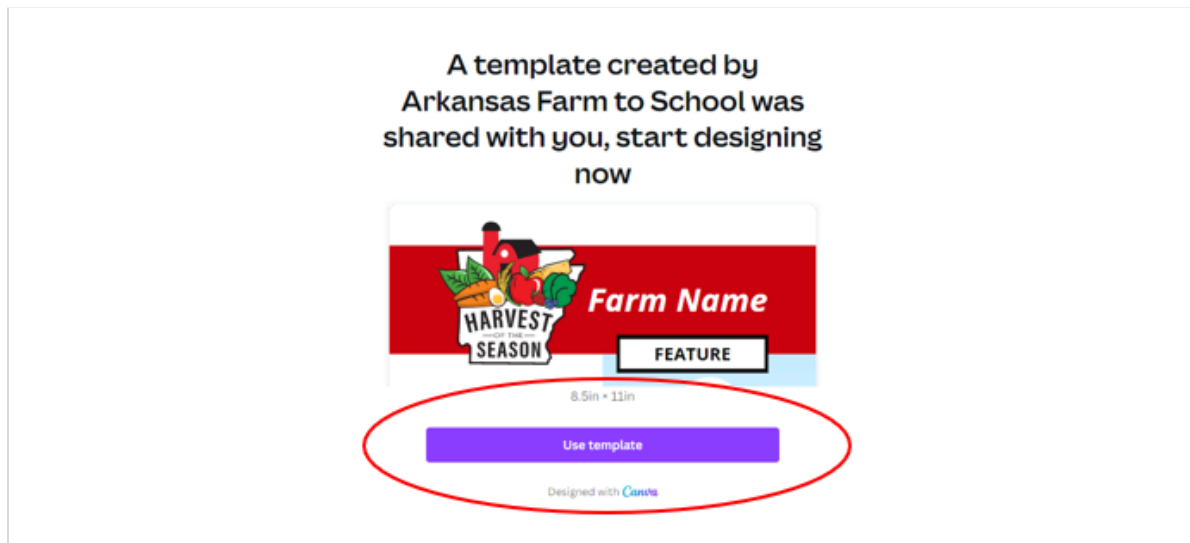 A template created by
Arkansas Farm to School was
shared with you, start designing
now
Farm Name
HARVEST
OF THE
SEASON
FEATURE
8.5in × 11in
Use template
Designed with Canva